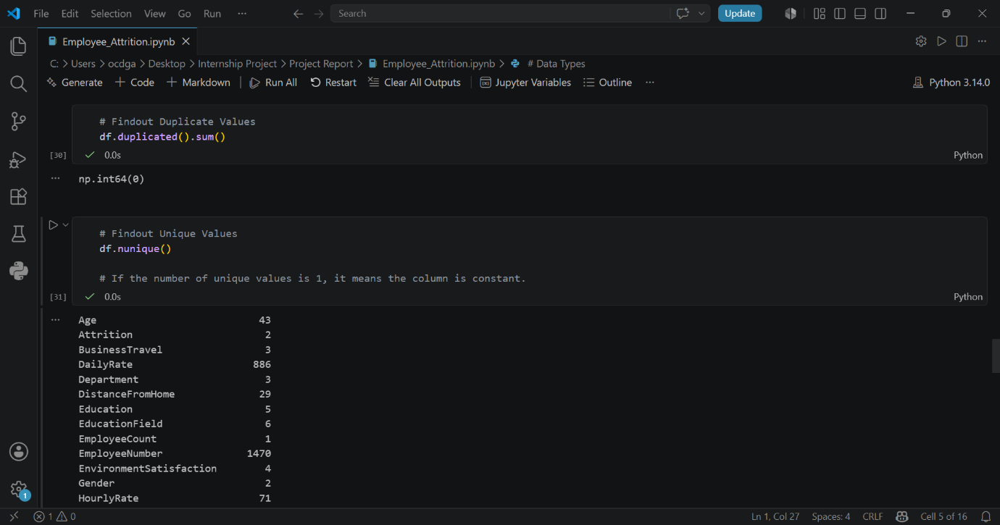 File Edit Selection View Go Run ··· Search Update
Employee_Attrition.ipynb
C: > Users > ocdga > Desktop > Internship Project > Project Report > Employee_Attrition.ipynb > # Data Types
Generate + Code + Markdown Run All Restart Clear All Outputs Jupyter Variables Outline ··· Python 3.14.0
# Findout Duplicate Values
df.duplicated().sum()
[30] 0.0s Python
··· np.int64(0)
# Findout Unique Values
df.nunique()
# If the number of unique values is 1, it means the column is constant.
[31] 0.0s Python
··· Age 43
Attrition 2
BusinessTravel 3
DailyRate 886
Department 3
DistanceFromHome 29
Education 5
EducationField 6
EmployeeCount 1
EmployeeNumber 1470
EnvironmentSatisfaction 4
Gender 2
HourlyRate 71
1
1 0 Ln 1, Col 27 Spaces: 4 CRLF Cell 5 of 16